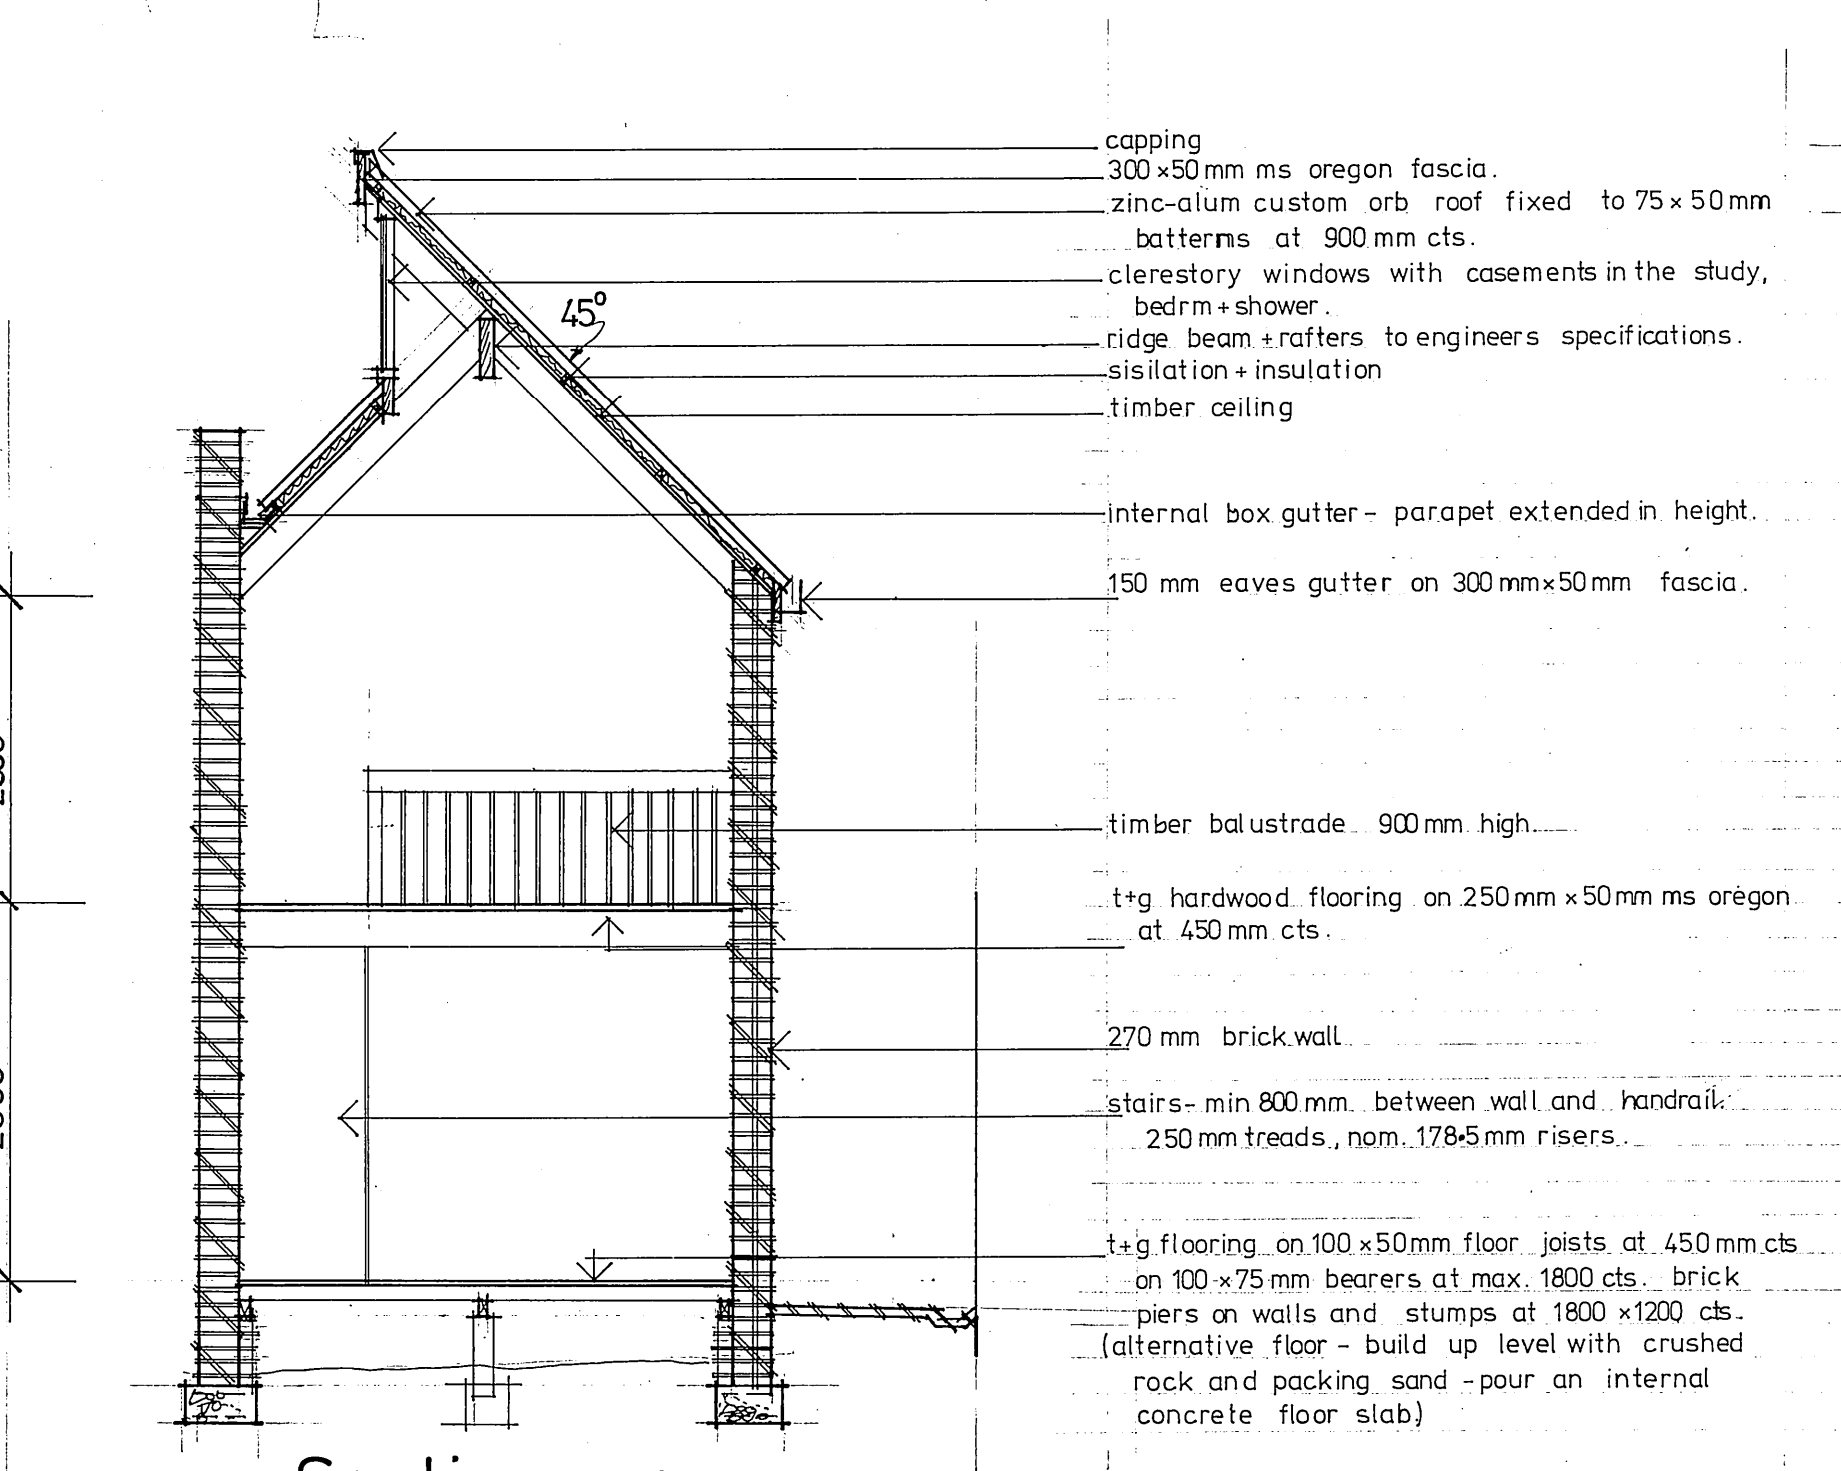 capping
300 x 50 mm ms oregon fascia.
zinc-alum custom orb roof fixed to 75 x 50 mm
batterms at 900 mm cts.
clerestory windows with casements in the study,
bedrm + shower.
45°
ridge beam + rafters to engineers specifications.
sisilation + insulation
timber ceiling
internal box gutter - parapet extended in height.
150 mm eaves gutter on 300 mm x 50 mm fascia.
timber balustrade 900 mm high
t+g hardwood flooring on 250 mm x 50 mm ms oregon
at 450 mm cts.
270 mm brick wall
stairs - min 800 mm between wall and handrail.
250 mm treads, nom. 178.5 mm risers.
t+g flooring on 100 x 50 mm floor joists at 450 mm cts
on 100 x 75 mm bearers at max. 1800 cts. brick
piers on walls and stumps at 1800 x 1200 cts.
(alternative floor - build up level with crushed
rock and packing sand - pour an internal
concrete floor slab)